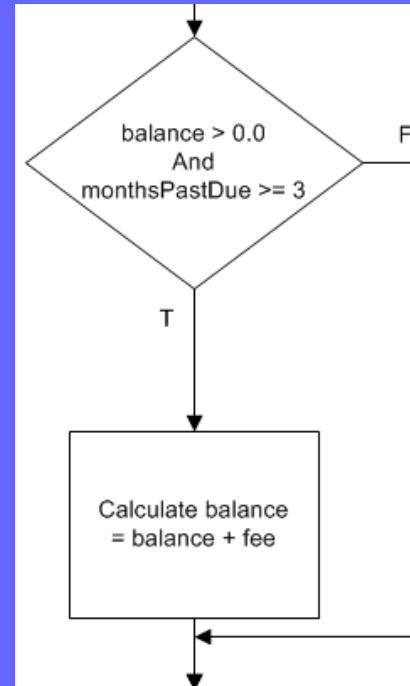 balance > 0.0
And
monthsPastDue >= 3
F
T
Calculate balance
= balance + fee